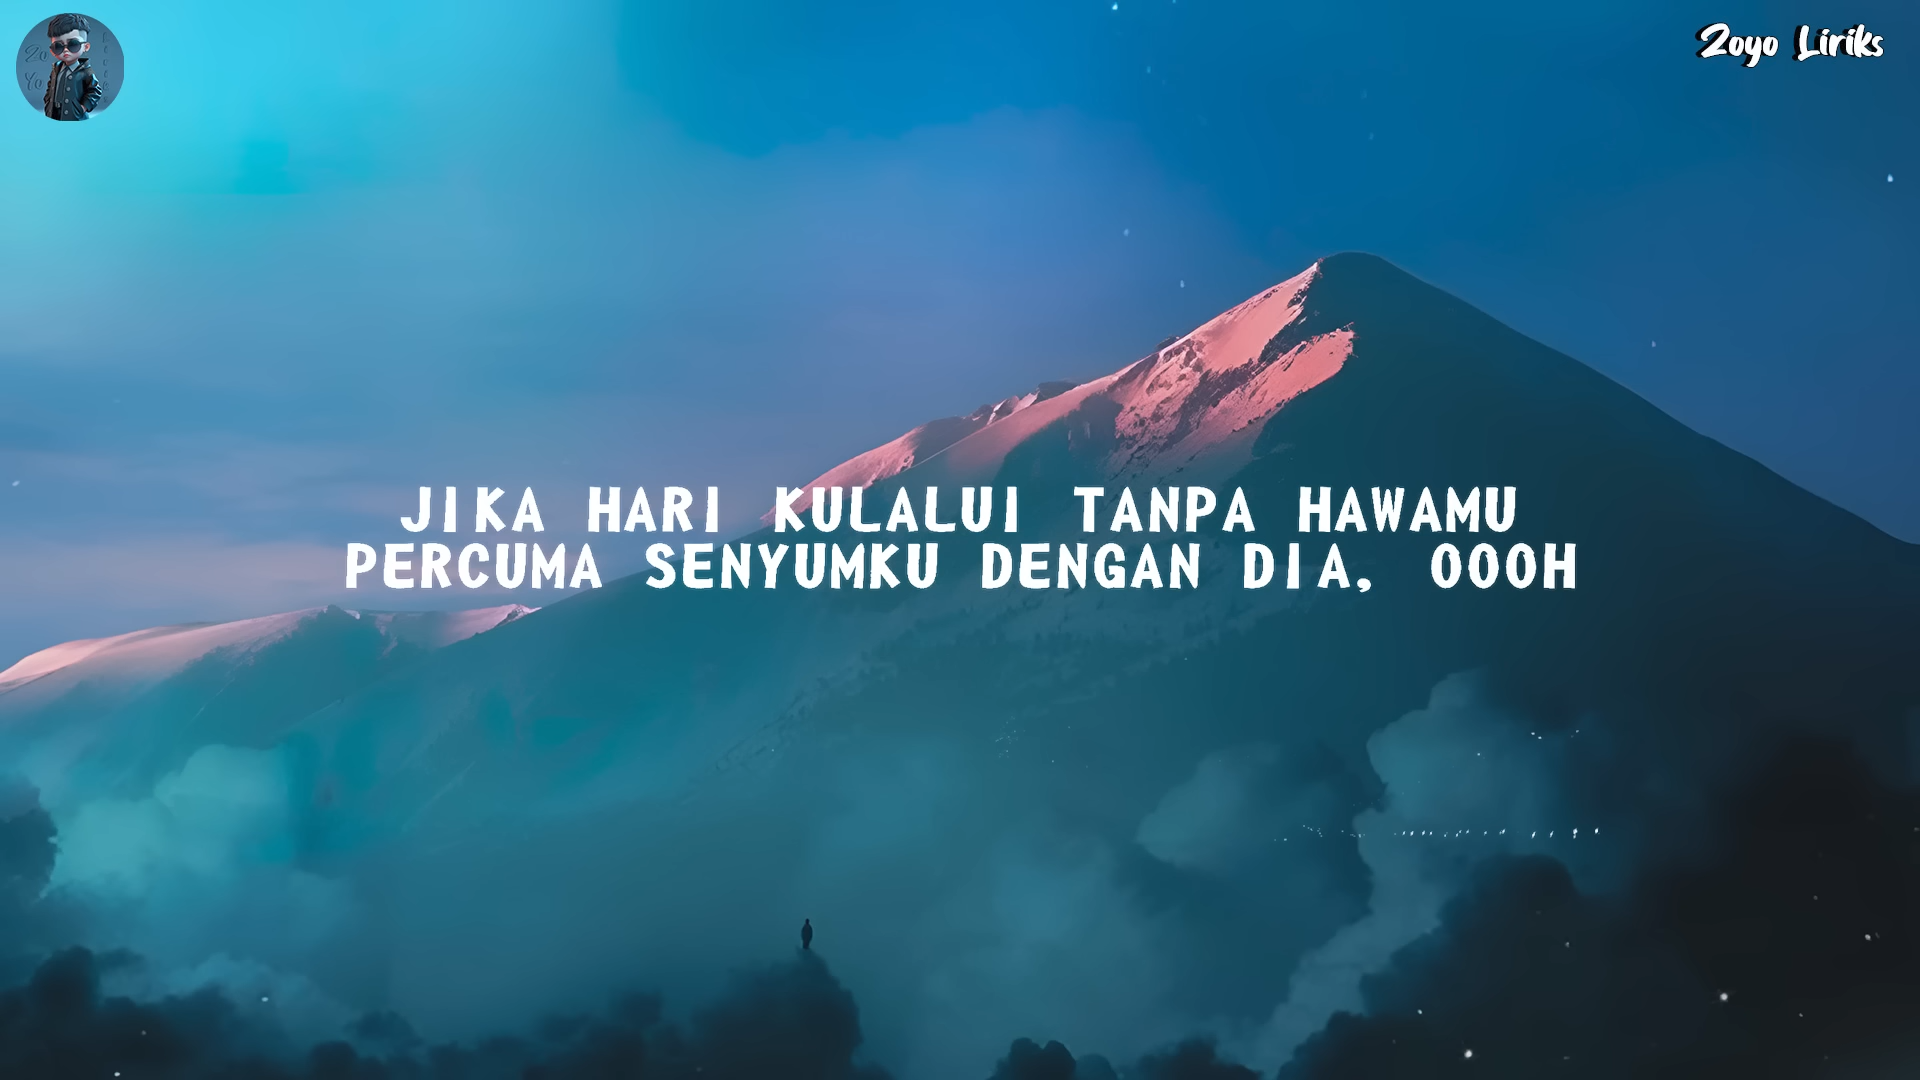 Zoyo Liriks
JIKA HARI KULALUI TANPA HAWAMU
PERCUMA SENYUMKU DENGAN DIA, OOOH